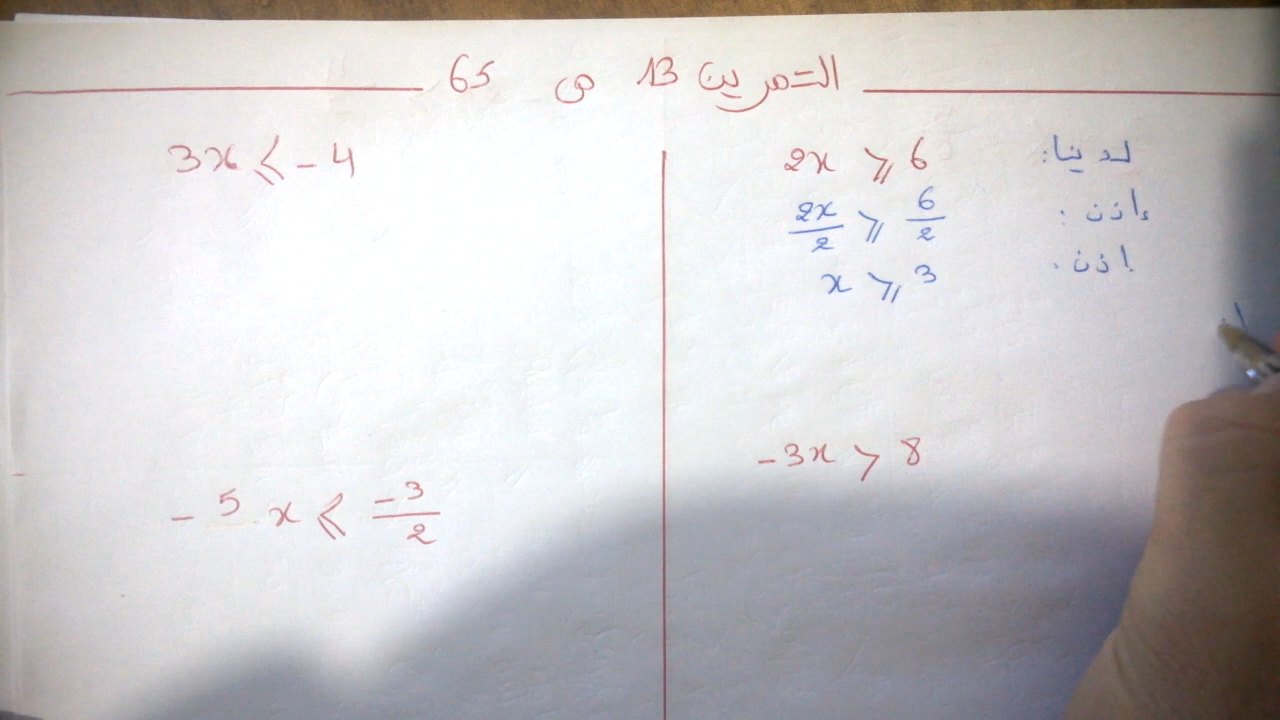 التمرين 13 ص 65
لدينا: 2x ⩾ 6
إذن: 2x/2 ⩾ 6/2
إذن: x ⩾ 3
-3x > 8
3x ⩽ -4
-5x ⩽ -3/2